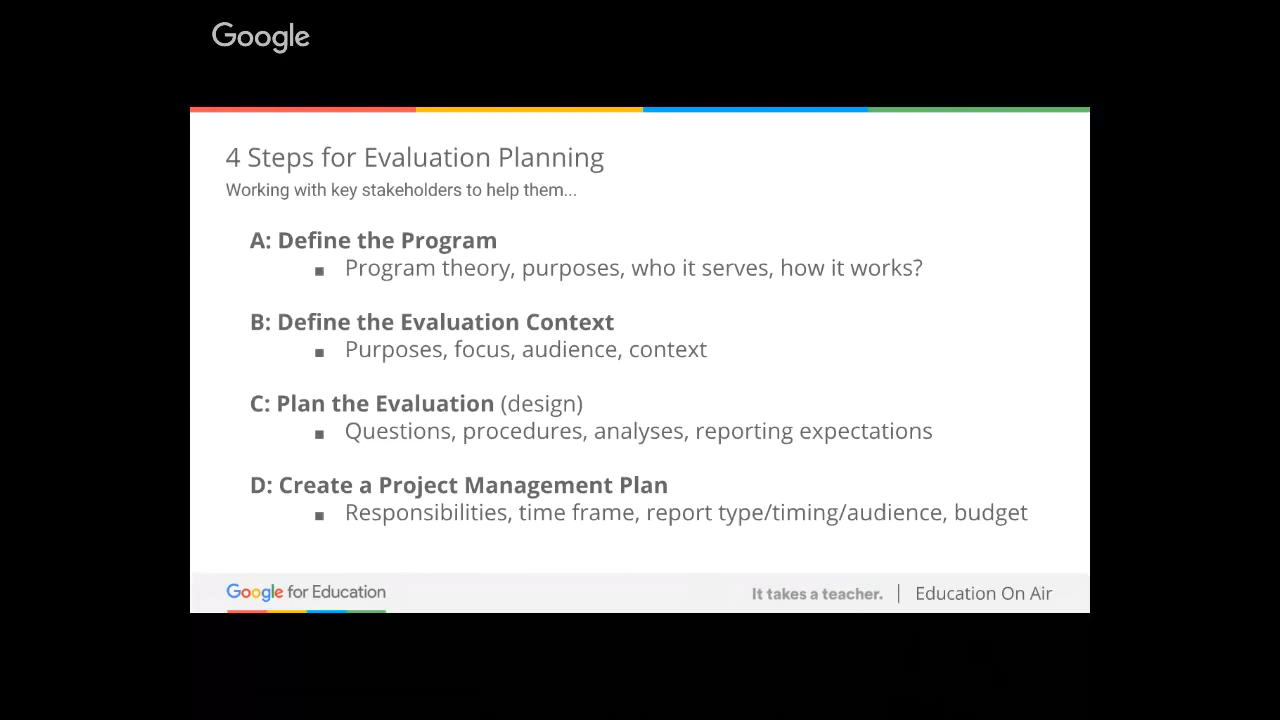 Google
4 Steps for Evaluation Planning
Working with key stakeholders to help them...
A: Define the Program
▪ Program theory, purposes, who it serves, how it works?
B: Define the Evaluation Context
▪ Purposes, focus, audience, context
C: Plan the Evaluation (design)
▪ Questions, procedures, analyses, reporting expectations
D: Create a Project Management Plan
▪ Responsibilities, time frame, report type/timing/audience, budget
Google for Education
It takes a teacher. | Education On Air